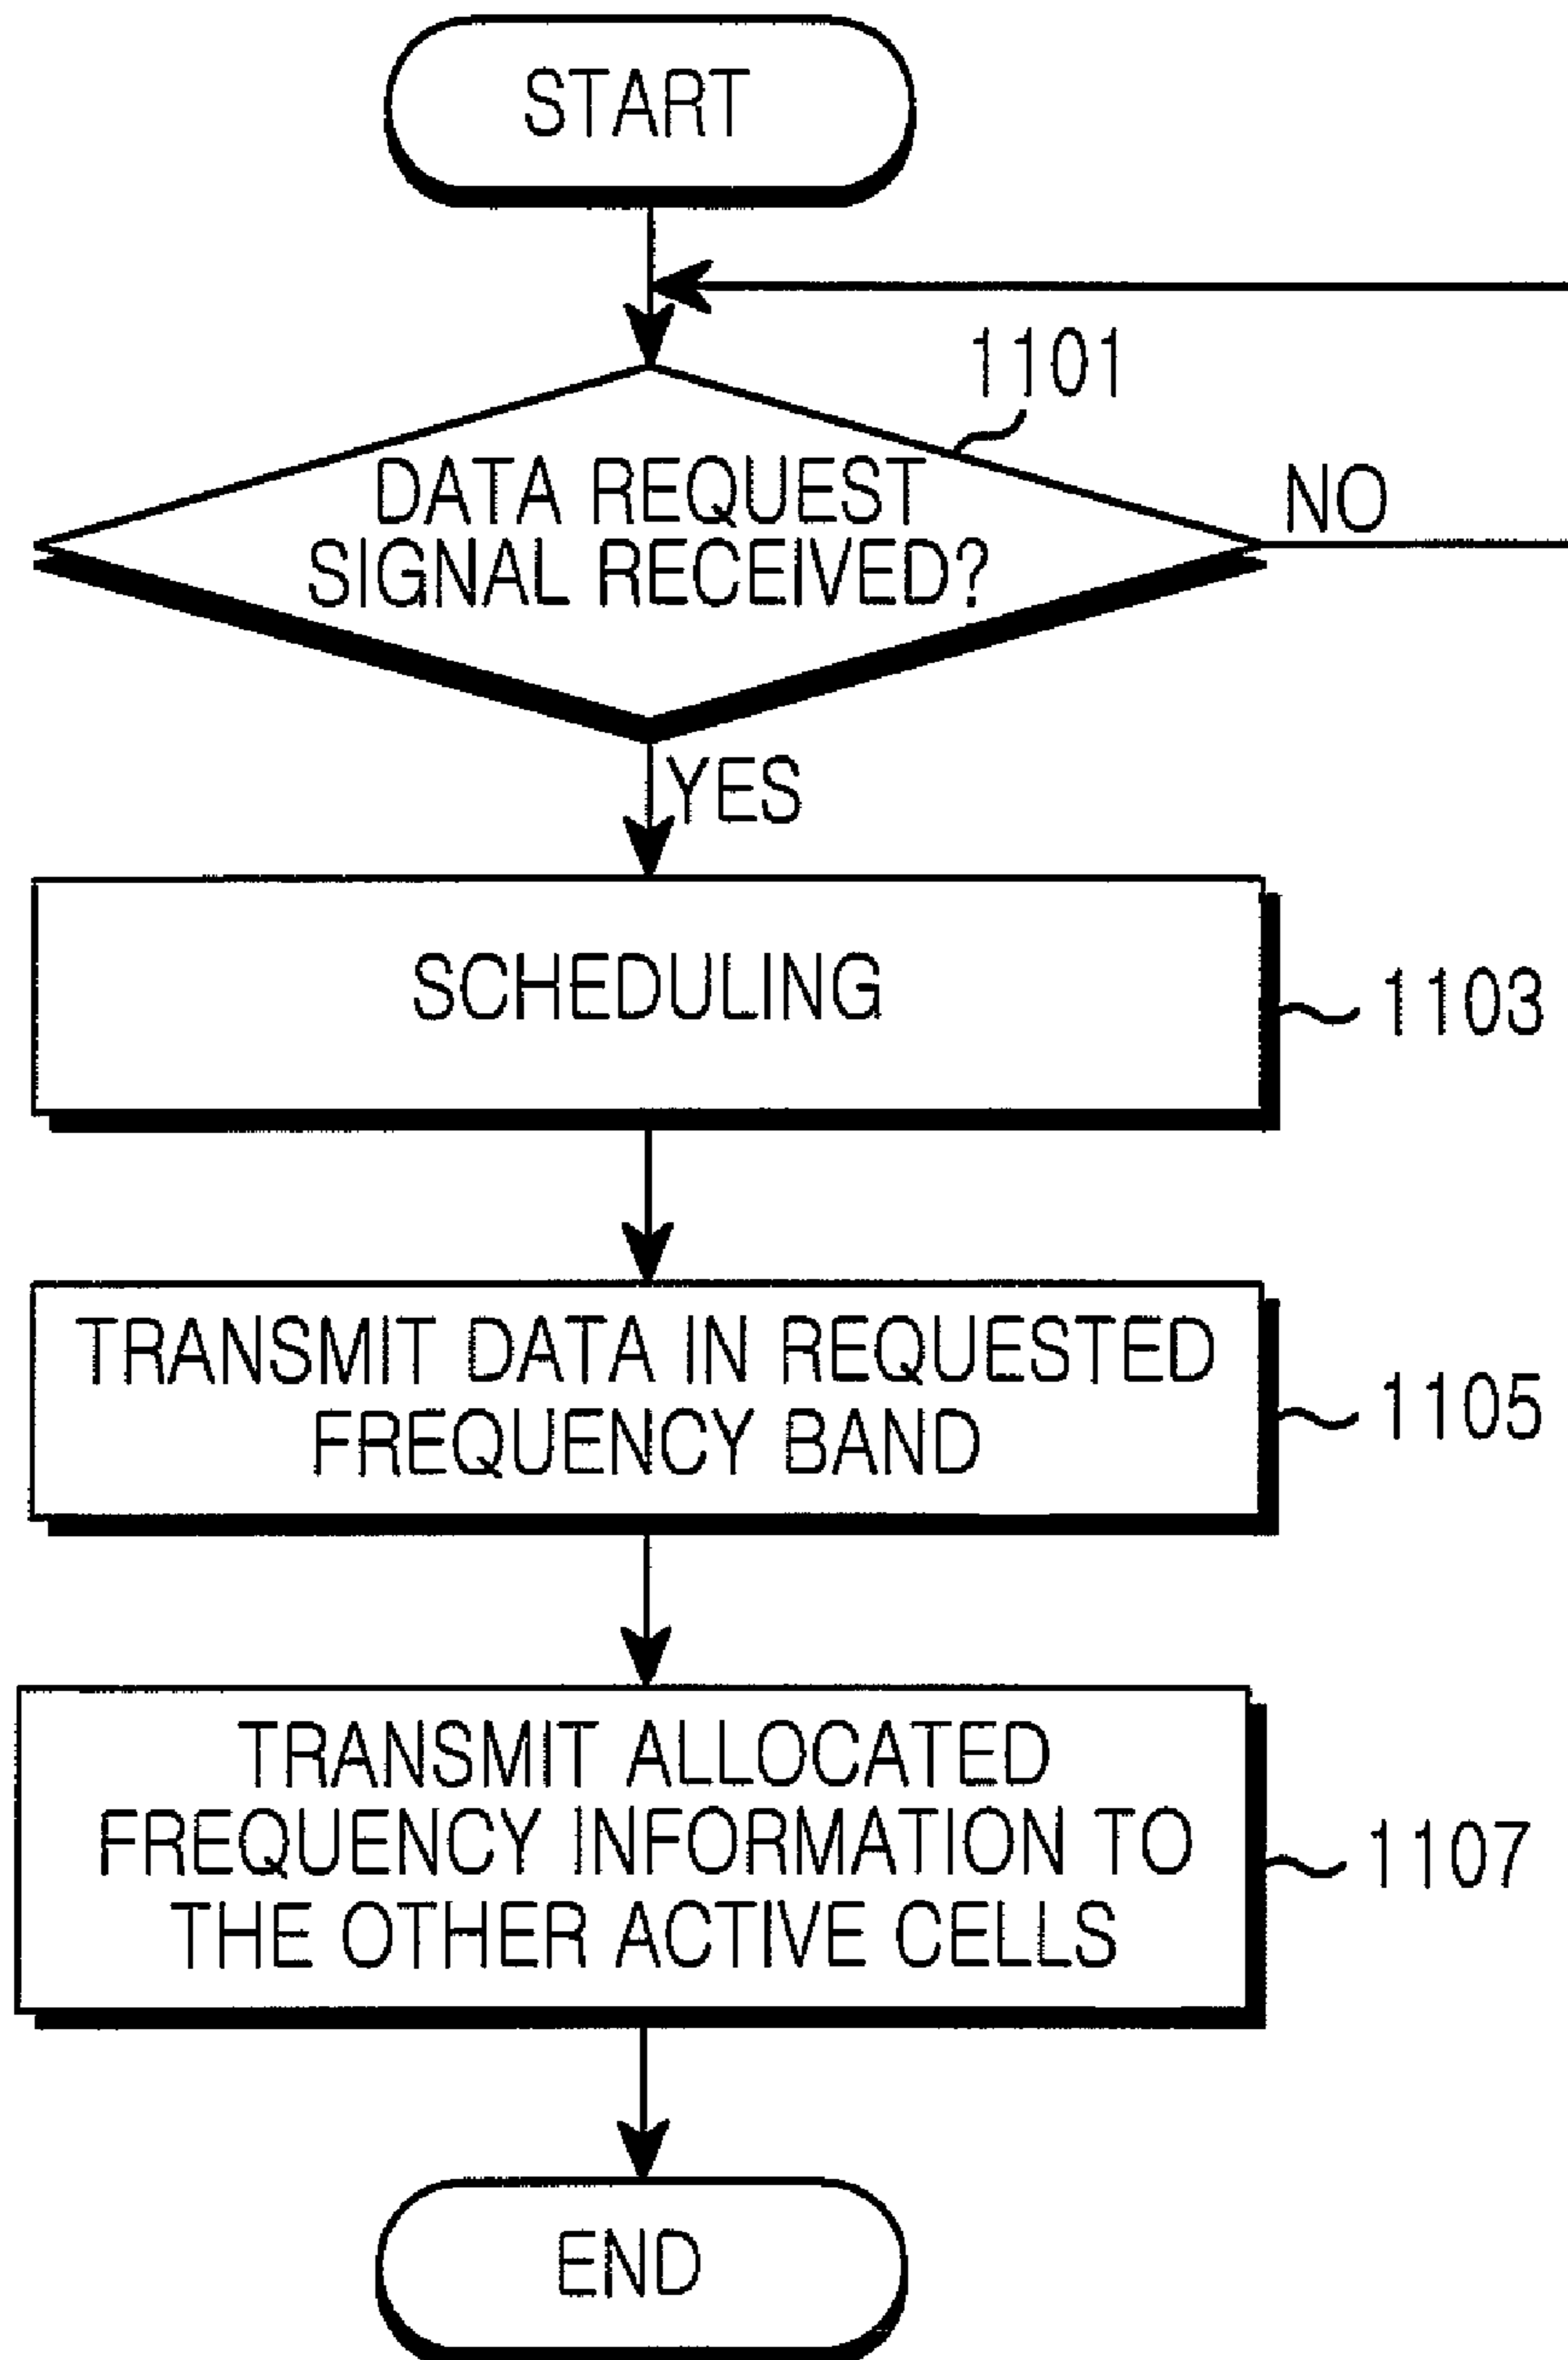 START
1101
DATA REQUEST
SIGNAL RECEIVED?
NO
YES
SCHEDULING
1103
TRANSMIT DATA IN REQUESTED
FREQUENCY BAND
1105
TRANSMIT ALLOCATED
FREQUENCY INFORMATION TO
THE OTHER ACTIVE CELLS
1107
END